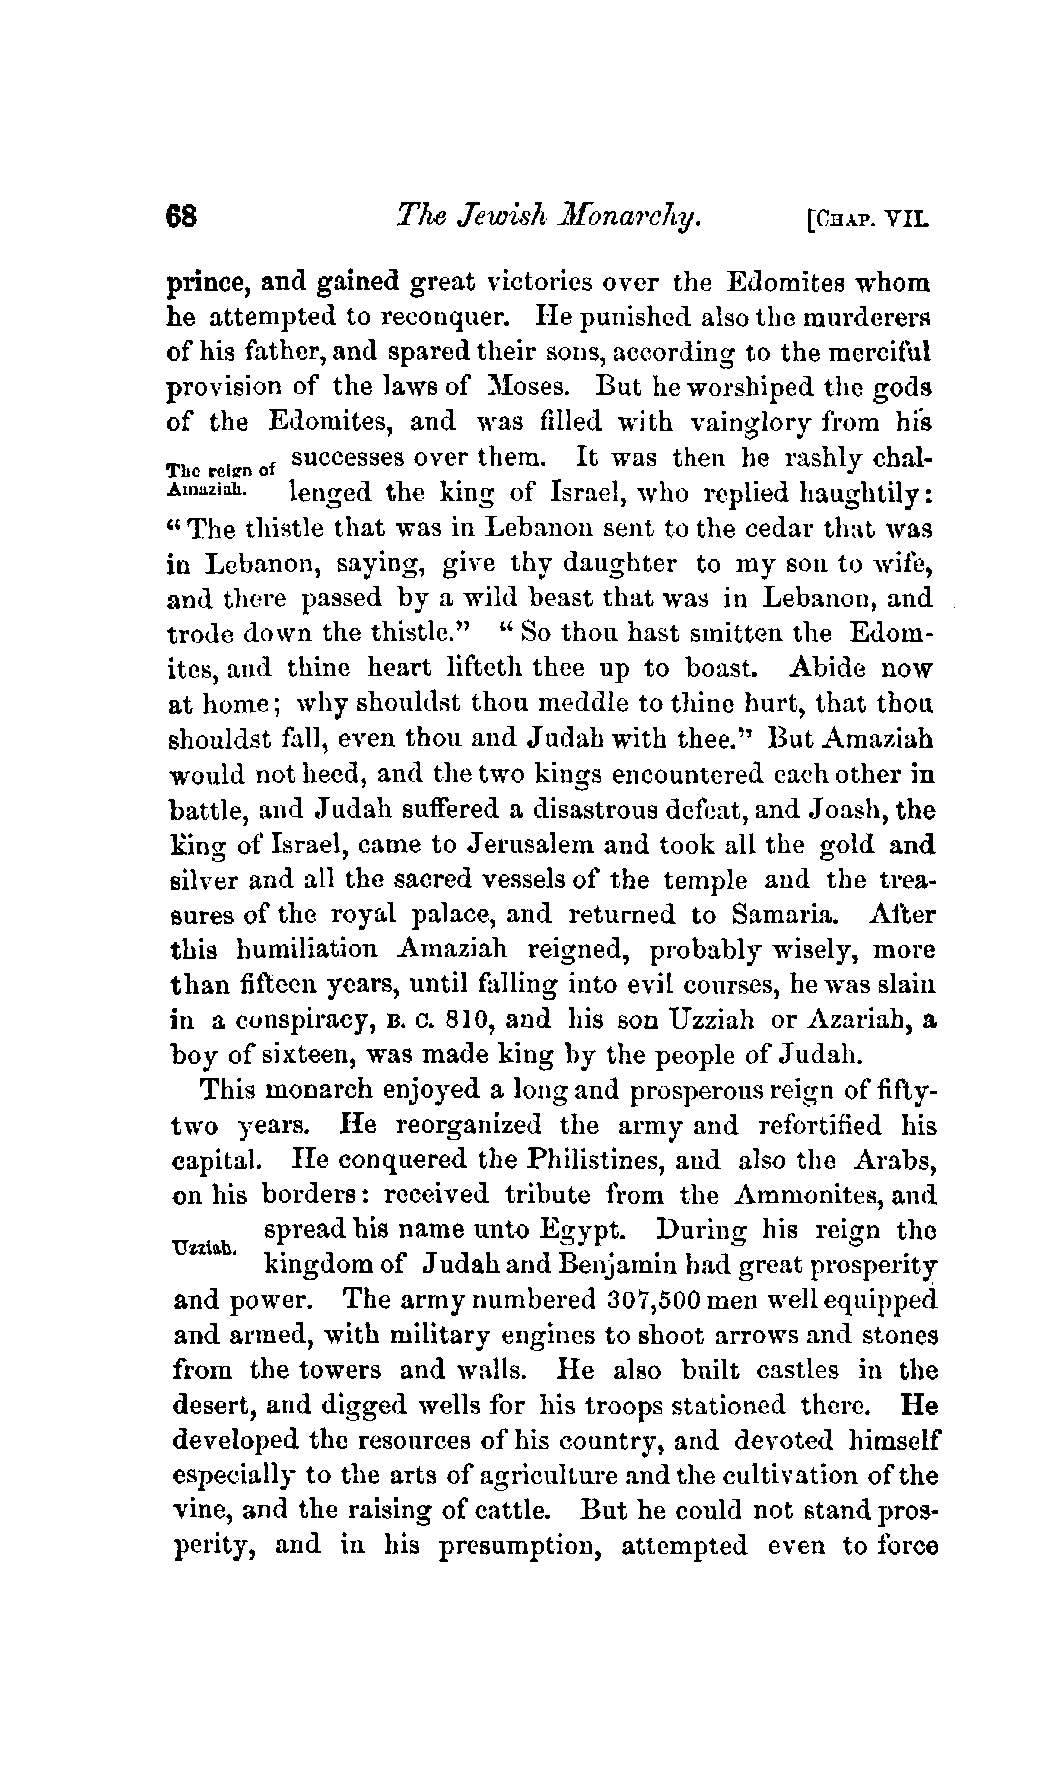 68 The Jewish Monarchy. [CHAP. VII.
prince, and gained great victories over the Edomites whom
he attempted to reconquer. He punished also the murderers
of his father, and spared their sons, according to the merciful
provision of the laws of Moses. But he worshiped the gods
of the Edomites, and was filled with vainglory from his
The reign of successes over them. It was then he rashly chal-
Amaziah. lenged the king of Israel, who replied haughtily:
“The thistle that was in Lebanon sent to the cedar that was
in Lebanon, saying, give thy daughter to my son to wife,
and there passed by a wild beast that was in Lebanon, and
trode down the thistle.” “So thou hast smitten the Edom-
ites, and thine heart lifteth thee up to boast. Abide now
at home; why shouldst thou meddle to thine hurt, that thou
shouldst fall, even thou and Judah with thee.” But Amaziah
would not heed, and the two kings encountered each other in
battle, and Judah suffered a disastrous defeat, and Joash, the
king of Israel, came to Jerusalem and took all the gold and
silver and all the sacred vessels of the temple and the trea-
sures of the royal palace, and returned to Samaria. After
this humiliation Amaziah reigned, probably wisely, more
than fifteen years, until falling into evil courses, he was slain
in a conspiracy, B. C. 810, and his son Uzziah or Azariah, a
boy of sixteen, was made king by the people of Judah.
This monarch enjoyed a long and prosperous reign of fifty-
two years. He reorganized the army and refortified his
capital. He conquered the Philistines, and also the Arabs,
on his borders: received tribute from the Ammonites, and
spread his name unto Egypt. During his reign the
Uzziah. kingdom of Judah and Benjamin had great prosperity
and power. The army numbered 307,500 men well equipped
and armed, with military engines to shoot arrows and stones
from the towers and walls. He also built castles in the
desert, and digged wells for his troops stationed there. He
developed the resources of his country, and devoted himself
especially to the arts of agriculture and the cultivation of the
vine, and the raising of cattle. But he could not stand pros-
perity, and in his presumption, attempted even to force